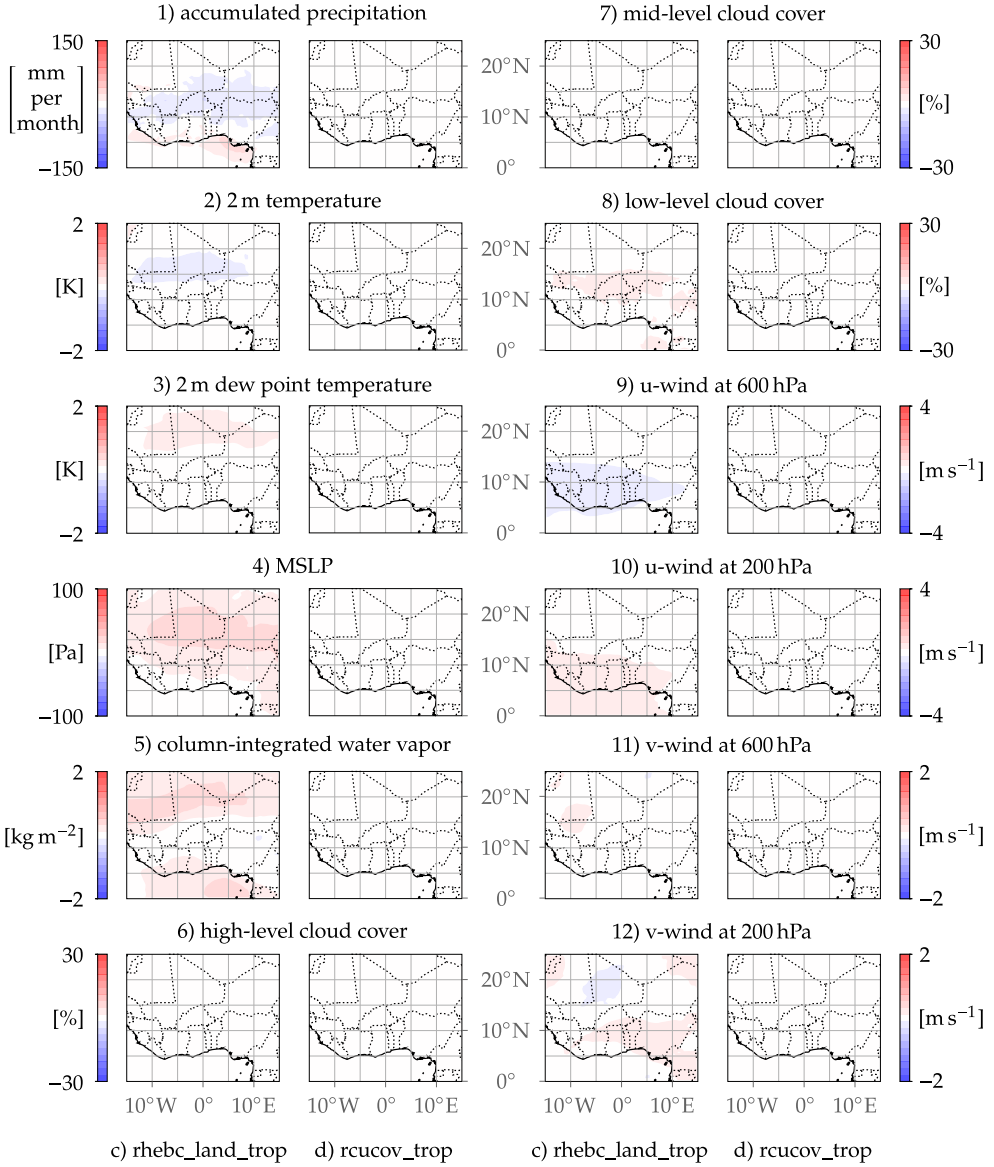 1) accumulated precipitation
7) mid-level cloud cover
150
mm
per
month
−150
20°N
10°N
0°
30
[%]
−30
2) 2 m temperature
8) low-level cloud cover
2
[K]
−2
20°N
10°N
0°
30
[%]
−30
3) 2 m dew point temperature
9) u-wind at 600 hPa
2
[K]
−2
20°N
10°N
0°
4
[m s⁻¹]
−4
4) MSLP
10) u-wind at 200 hPa
100
[Pa]
−100
20°N
10°N
0°
4
[m s⁻¹]
−4
5) column-integrated water vapor
11) v-wind at 600 hPa
2
[kg m⁻²]
−2
20°N
10°N
0°
2
[m s⁻¹]
−2
6) high-level cloud cover
12) v-wind at 200 hPa
30
[%]
−30
20°N
10°N
0°
2
[m s⁻¹]
−2
10°W 0° 10°E 10°W 0° 10°E 10°W 0° 10°E 10°W 0° 10°E
c) rhebc_land_trop d) rcucov_trop c) rhebc_land_trop d) rcucov_trop